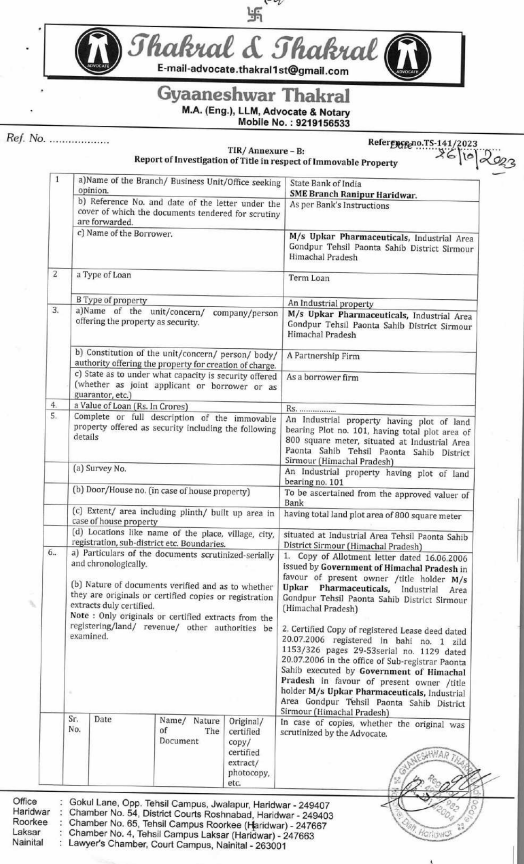 Thakral & Thakral
ADVOCATE
ADVOCATE
E-mail-advocate.thakral1st@gmail.com
Gyaaneshwar Thakral
M.A. (Eng.), LLM, Advocate & Notary
Mobile No. : 9219156533
Ref. No. ....................
Reference no.TS-141/2023
Date
26/10/2023
TIR/ Annexure – B:
Report of Investigation of Title in respect of Immovable Property
1
a)Name of the Branch/ Business Unit/Office seeking
opinion.
State Bank of India
SME Branch Ranipur Haridwar.
b) Reference No. and date of the letter under the
cover of which the documents tendered for scrutiny
are forwarded.
As per Bank's Instructions
c) Name of the Borrower.
M/s Upkar Pharmaceuticals, Industrial Area
Gondpur Tehsil Paonta Sahib District Sirmour
Himachal Pradesh
2
a Type of Loan
Term Loan
B Type of property
An Industrial property
3.
a)Name of the unit/concern/ company/person
offering the property as security.
M/s Upkar Pharmaceuticals, Industrial Area
Gondpur Tehsil Paonta Sahib District Sirmour
Himachal Pradesh
b) Constitution of the unit/concern/ person/ body/
authority offering the property for creation of charge.
A Partnership Firm
c) State as to under what capacity is security offered
(whether as joint applicant or borrower or as
guarantor, etc.)
As a borrower firm
4.
a Value of Loan (Rs. In Crores)
Rs. ................
5.
Complete or full description of the immovable
property offered as security including the following
details
An Industrial property having plot of land
bearing Plot no. 101, having total plot area of
800 square meter, situated at Industrial Area
Paonta Sahib Tehsil Paonta Sahib District
Sirmour (Himachal Pradesh)
(a) Survey No.
An Industrial property having plot of land
bearing no. 101
(b) Door/House no. (in case of house property)
To be ascertained from the approved valuer of
Bank
(c) Extent/ area including plinth/ built up area in
case of house property
having total land plot area of 800 square meter
(d) Locations like name of the place, village, city,
registration, sub-district etc. Boundaries.
situated at Industrial Area Tehsil Paonta Sahib
District Sirmour (Himachal Pradesh)
6..
a) Particulars of the documents scrutinized-serially
and chronologically.
(b) Nature of documents verified and as to whether
they are originals or certified copies or registration
extracts duly certified.
Note : Only originals or certified extracts from the
registering/land/ revenue/ other authorities be
examined.
1. Copy of Allotment letter dated 16.06.2006
issued by Government of Himachal Pradesh in
favour of present owner /title holder M/s
Upkar Pharmaceuticals, Industrial Area
Gondpur Tehsil Paonta Sahib District Sirmour
(Himachal Pradesh)
2. Certified Copy of registered Lease deed dated
20.07.2006 registered in bahi no. 1 zild
1153/326 pages 29-53serial no. 1129 dated
20.07.2006 in the office of Sub-registrar Paonta
Sahib executed by Government of Himachal
Pradesh in favour of present owner /title
holder M/s Upkar Pharmaceuticals, Industrial
Area Gondpur Tehsil Paonta Sahib District
Sirmour (Himachal Pradesh)
Sr.
No.
Date
Name/ Nature
of The
Document
Original/
certified
copy/
certified
extract/
photocopy,
etc.
In case of copies, whether the original was
scrutinized by the Advocate.
GYANESHWAR THAKRAL
Haridwar
Office : Gokul Lane, Opp. Tehsil Campus, Jwalapur, Haridwar - 249407
Haridwar : Chamber No. 54, District Courts Roshnabad, Haridwar - 249403
Roorkee : Chamber No. 65, Tehsil Campus Roorkee (Haridwar) - 247667
Laksar : Chamber No. 4, Tehsil Campus Laksar (Haridwar) - 247663
Nainital : Lawyer's Chamber, Court Campus, Nainital - 263001